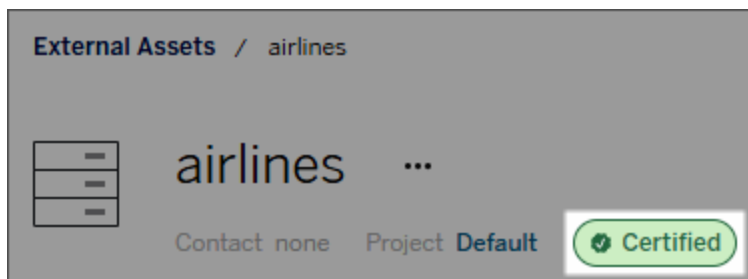 External Assets / airlines
airlines ...
Contact none Project Default Certified